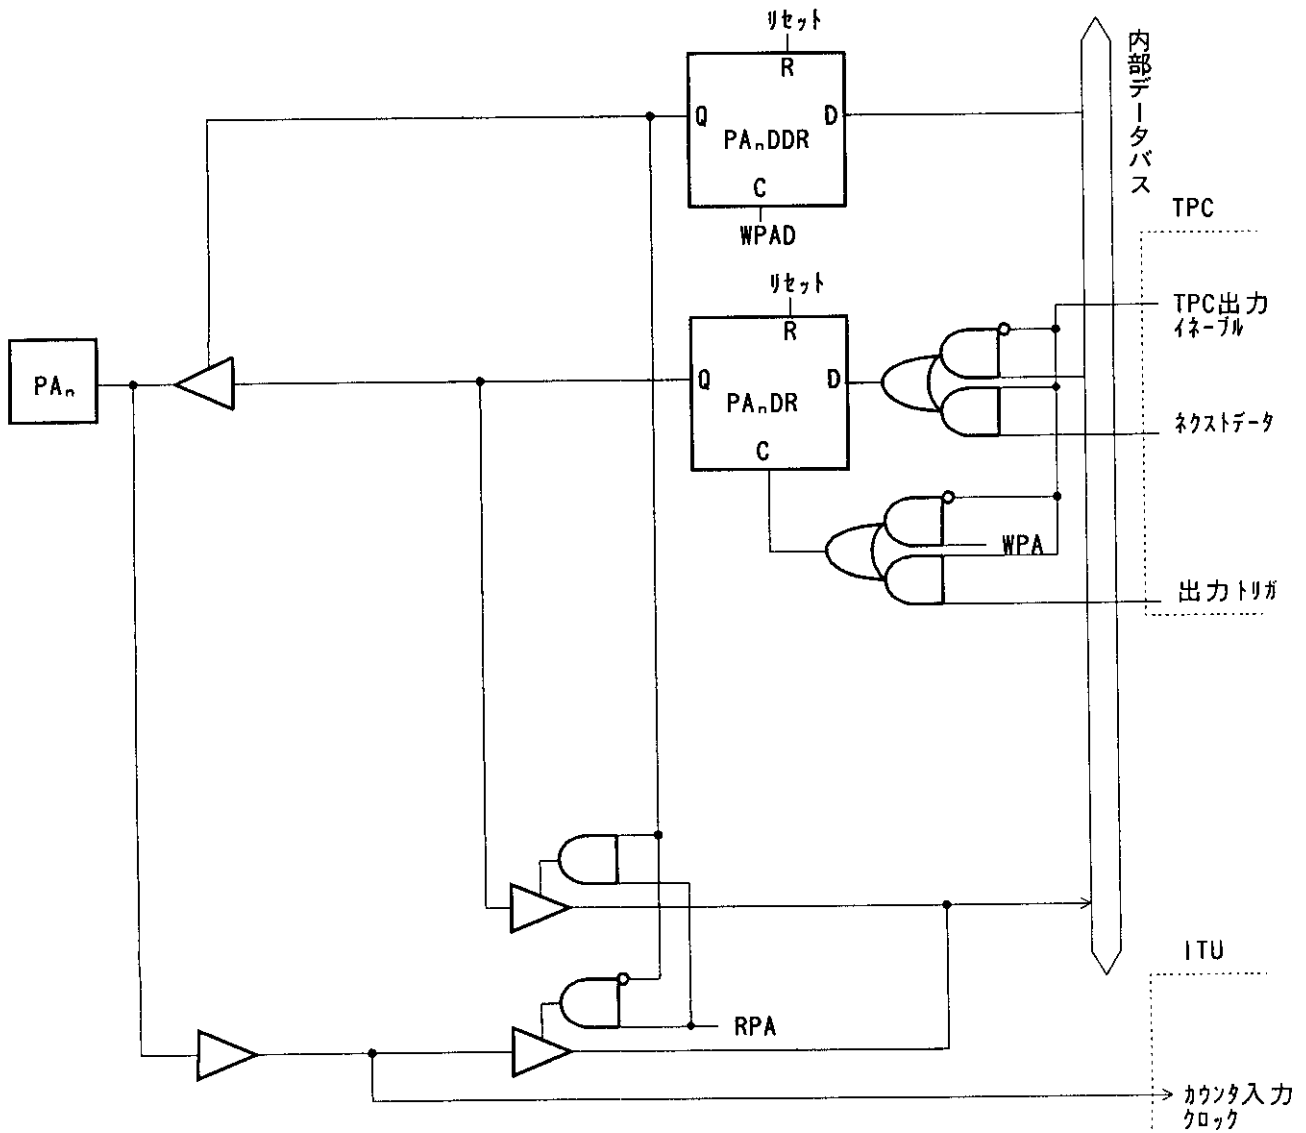 リセット
R
Q
D
PAnDDR
C
WPAD
内部データバス
TPC
リセット
R
TPC出力
イネーブル
PAn
Q
D
PAnDR
ネクストデータ
C
WPA
出力トリガ
ITU
RPA
カウンタ入力
クロック